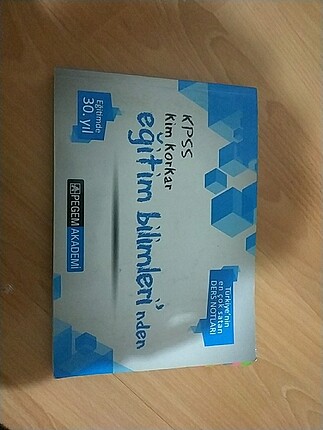 Eğitimde
30. yıl
KPSS
kim korkar
eğitim bilimleri'nden
PEGEM AKADEMİ
Türkiye'nin
en çok satan
DERS NOTLARI